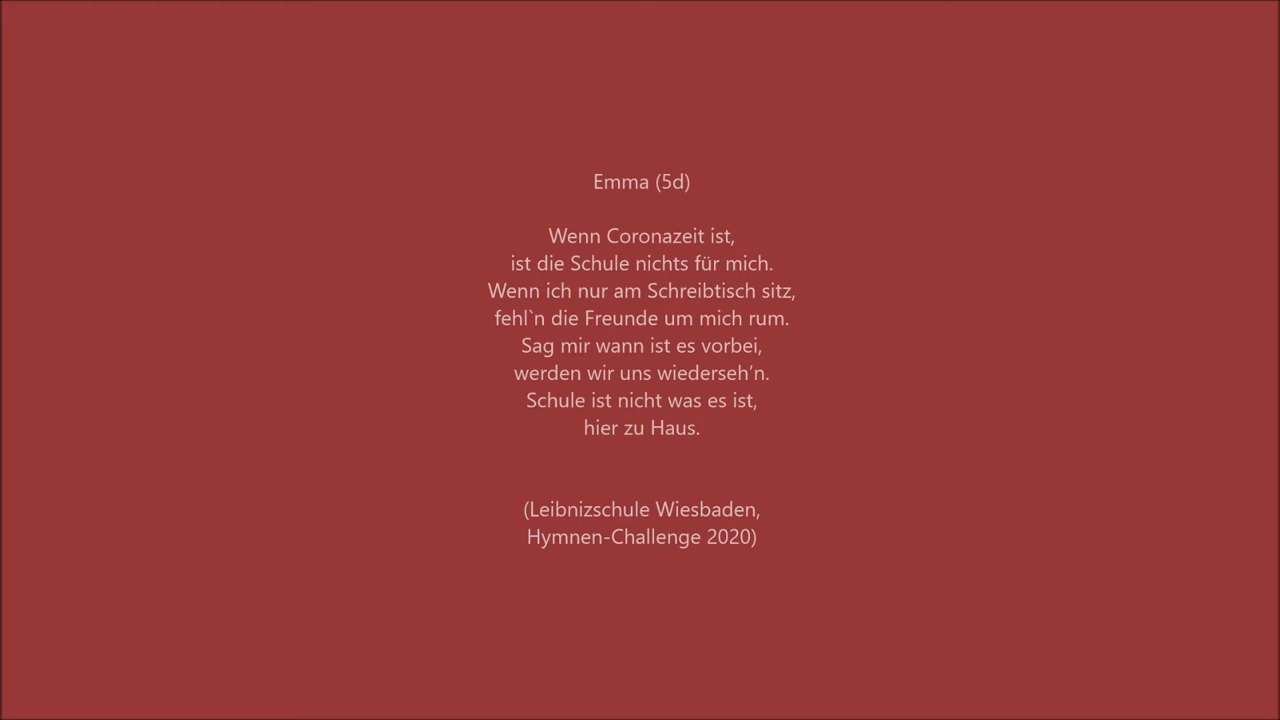 Emma (5d)
Wenn Coronazeit ist,
ist die Schule nichts für mich.
Wenn ich nur am Schreibtisch sitz,
fehl`n die Freunde um mich rum.
Sag mir wann ist es vorbei,
werden wir uns wiederseh’n.
Schule ist nicht was es ist,
hier zu Haus.
(Leibnizschule Wiesbaden,
Hymnen-Challenge 2020)